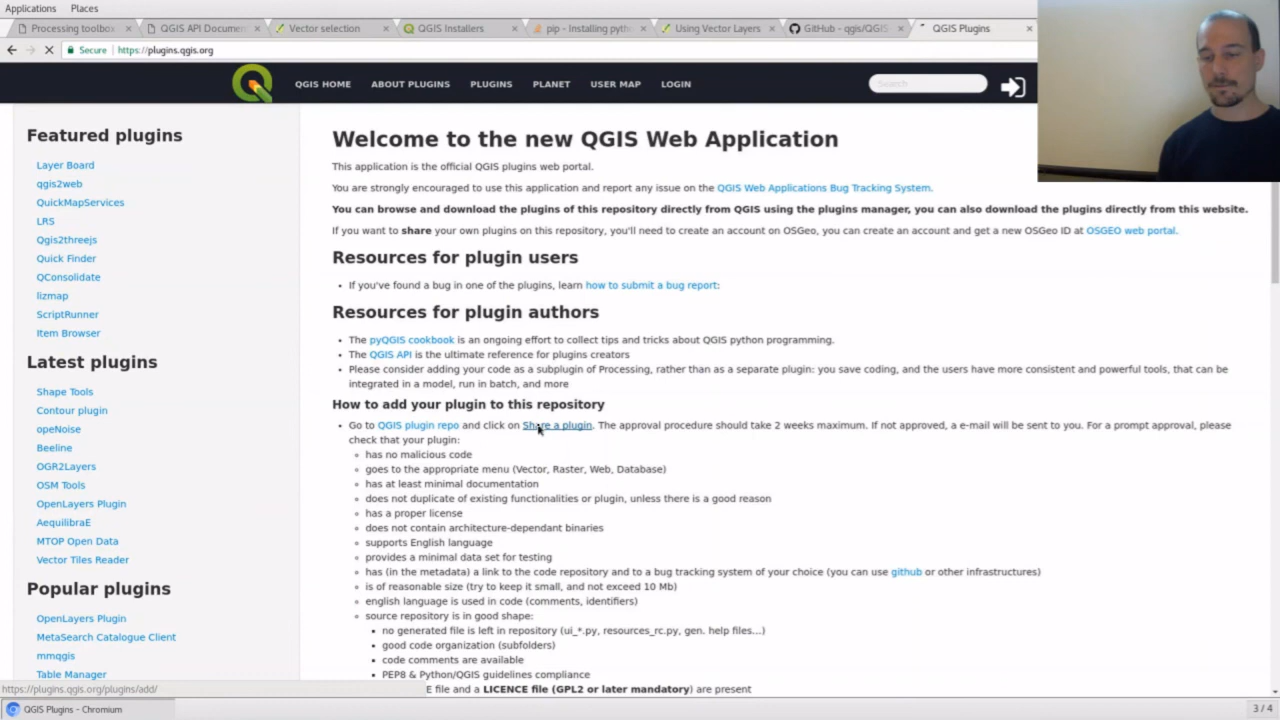 Applications Places
Processing toolbox QGIS API Documen Vector selection QGIS Installers pip - Installing pyth Using Vector Layers GitHub - qgis/QGIS QGIS Plugins
Secure https://plugins.qgis.org
QGIS HOME ABOUT PLUGINS PLUGINS PLANET USER MAP LOGIN Search
Featured plugins
Layer Board
qgis2web
QuickMapServices
LRS
Qgis2threejs
Quick Finder
QConsolidate
lizmap
ScriptRunner
Item Browser
Latest plugins
Shape Tools
Contour plugin
opeNoise
Beeline
OGR2Layers
OSM Tools
OpenLayers Plugin
AequilibraE
MTOP Open Data
Vector Tiles Reader
Popular plugins
OpenLayers Plugin
MetaSearch Catalogue Client
mmqgis
Table Manager
Welcome to the new QGIS Web Application
This application is the official QGIS plugins web portal.
You are strongly encouraged to use this application and report any issue on the QGIS Web Applications Bug Tracking System.
You can browse and download the plugins of this repository directly from QGIS using the plugins manager, you can also download the plugins directly from this website.
If you want to share your own plugins on this repository, you'll need to create an account on OSGeo, you can create an account and get a new OSGeo ID at OSGEO web portal.
Resources for plugin users
If you've found a bug in one of the plugins, learn how to submit a bug report:
Resources for plugin authors
The pyQGIS cookbook is an ongoing effort to collect tips and tricks about QGIS python programming.
The QGIS API is the ultimate reference for plugins creators
Please consider adding your code as a subplugin of Processing, rather than as a separate plugin: you save coding, and the users have more consistent and powerful tools, that can be
integrated in a model, run in batch, and more
How to add your plugin to this repository
Go to QGIS plugin repo and click on Share a plugin. The approval procedure should take 2 weeks maximum. If not approved, a e-mail will be sent to you. For a prompt approval, please
check that your plugin:
has no malicious code
goes to the appropriate menu (Vector, Raster, Web, Database)
has at least minimal documentation
does not duplicate of existing functionalities or plugin, unless there is a good reason
has a proper license
does not contain architecture-dependant binaries
supports English language
provides a minimal data set for testing
has (in the metadata) a link to the code repository and to a bug tracking system of your choice (you can use github or other infrastructures)
is of reasonable size (try to keep it small, and not exceed 10 Mb)
english language is used in code (comments, identifiers)
source repository is in good shape:
no generated file is left in repository (ui_*.py, resources_rc.py, gen. help files...)
good code organization (subfolders)
code comments are available
PEP8 & Python/QGIS guidelines compliance
E file and a LICENCE file (GPL2 or later mandatory) are present
https://plugins.qgis.org/plugins/add/
QGIS Plugins - Chromium 3 / 4